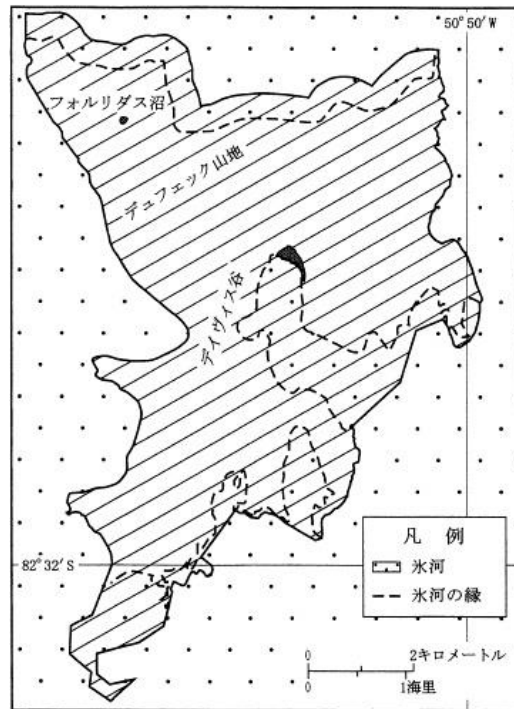 50°50′W
フォルリダス沼
デュフェック山地
デイヴィス谷
82°32′S
凡　例
氷河
氷河の縁
0 2キロメートル
0 1海里